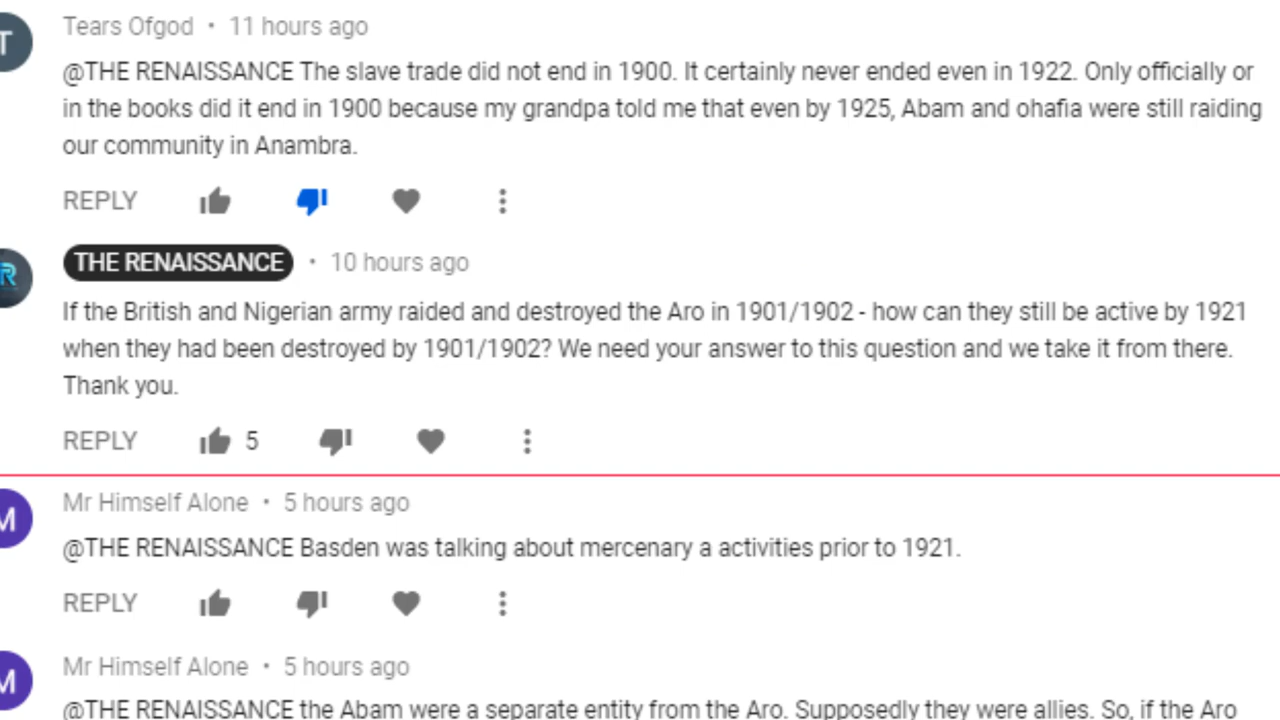 T
Tears Ofgod • 11 hours ago
@THE RENAISSANCE The slave trade did not end in 1900. It certainly never ended even in 1922. Only officially or
in the books did it end in 1900 because my grandpa told me that even by 1925, Abam and ohafia were still raiding
our community in Anambra.
REPLY
R
THE RENAISSANCE • 10 hours ago
If the British and Nigerian army raided and destroyed the Aro in 1901/1902 - how can they still be active by 1921
when they had been destroyed by 1901/1902? We need your answer to this question and we take it from there.
Thank you.
REPLY 5
M
Mr Himself Alone • 5 hours ago
@THE RENAISSANCE Basden was talking about mercenary a activities prior to 1921.
REPLY
M
Mr Himself Alone • 5 hours ago
@THE RENAISSANCE the Abam were a separate entity from the Aro. Supposedly they were allies. So, if the Aro